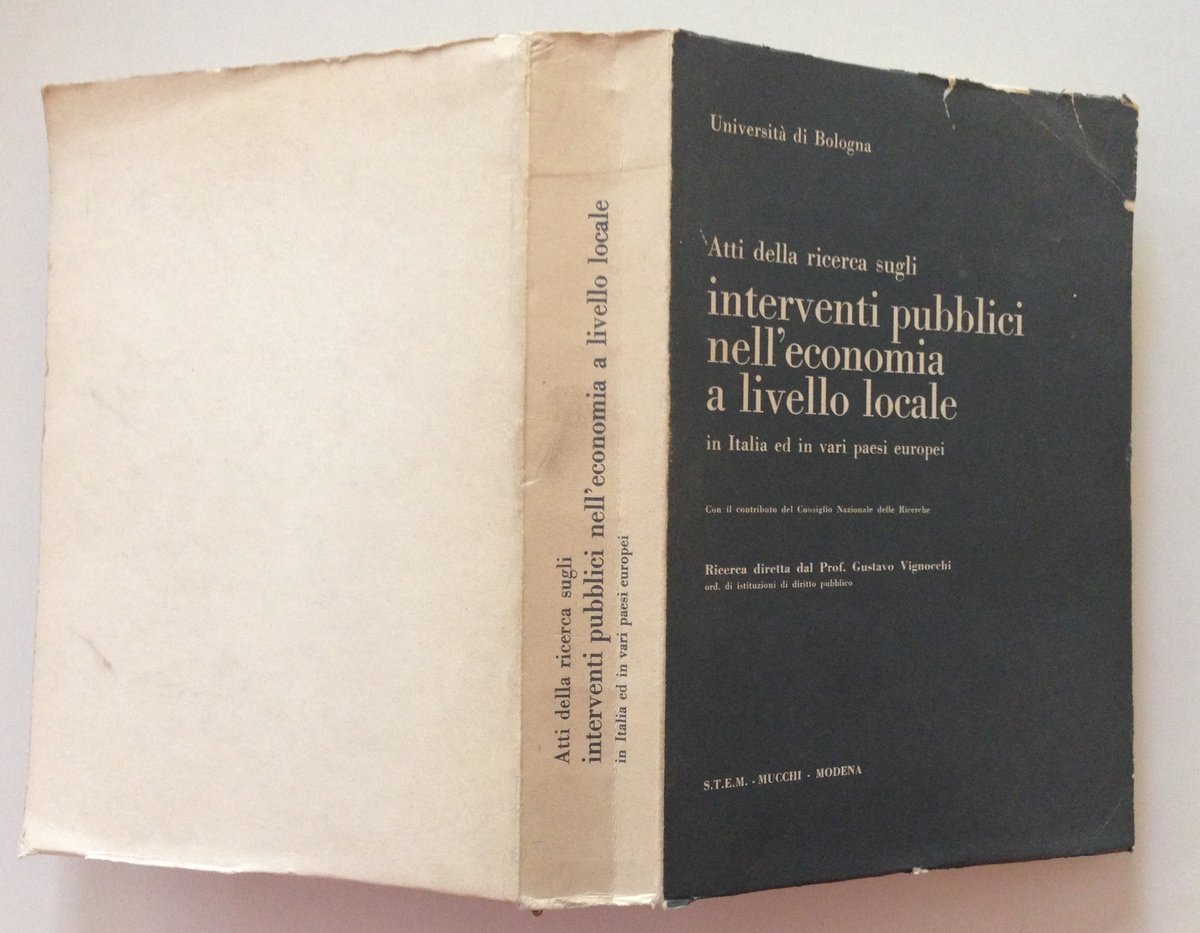 Atti della ricerca sugli
interventi pubblici nell'economia a livello locale
in Italia ed in vari paesi europei
Università di Bologna
Atti della ricerca sugli
interventi pubblici
nell'economia
a livello locale
in Italia ed in vari paesi europei
Con il contributo del Consiglio Nazionale delle Ricerche
Ricerca diretta dal Prof. Gustavo Vignocchi
ord. di istituzioni di diritto pubblico
S.T.E.M. - MUCCHI - MODENA